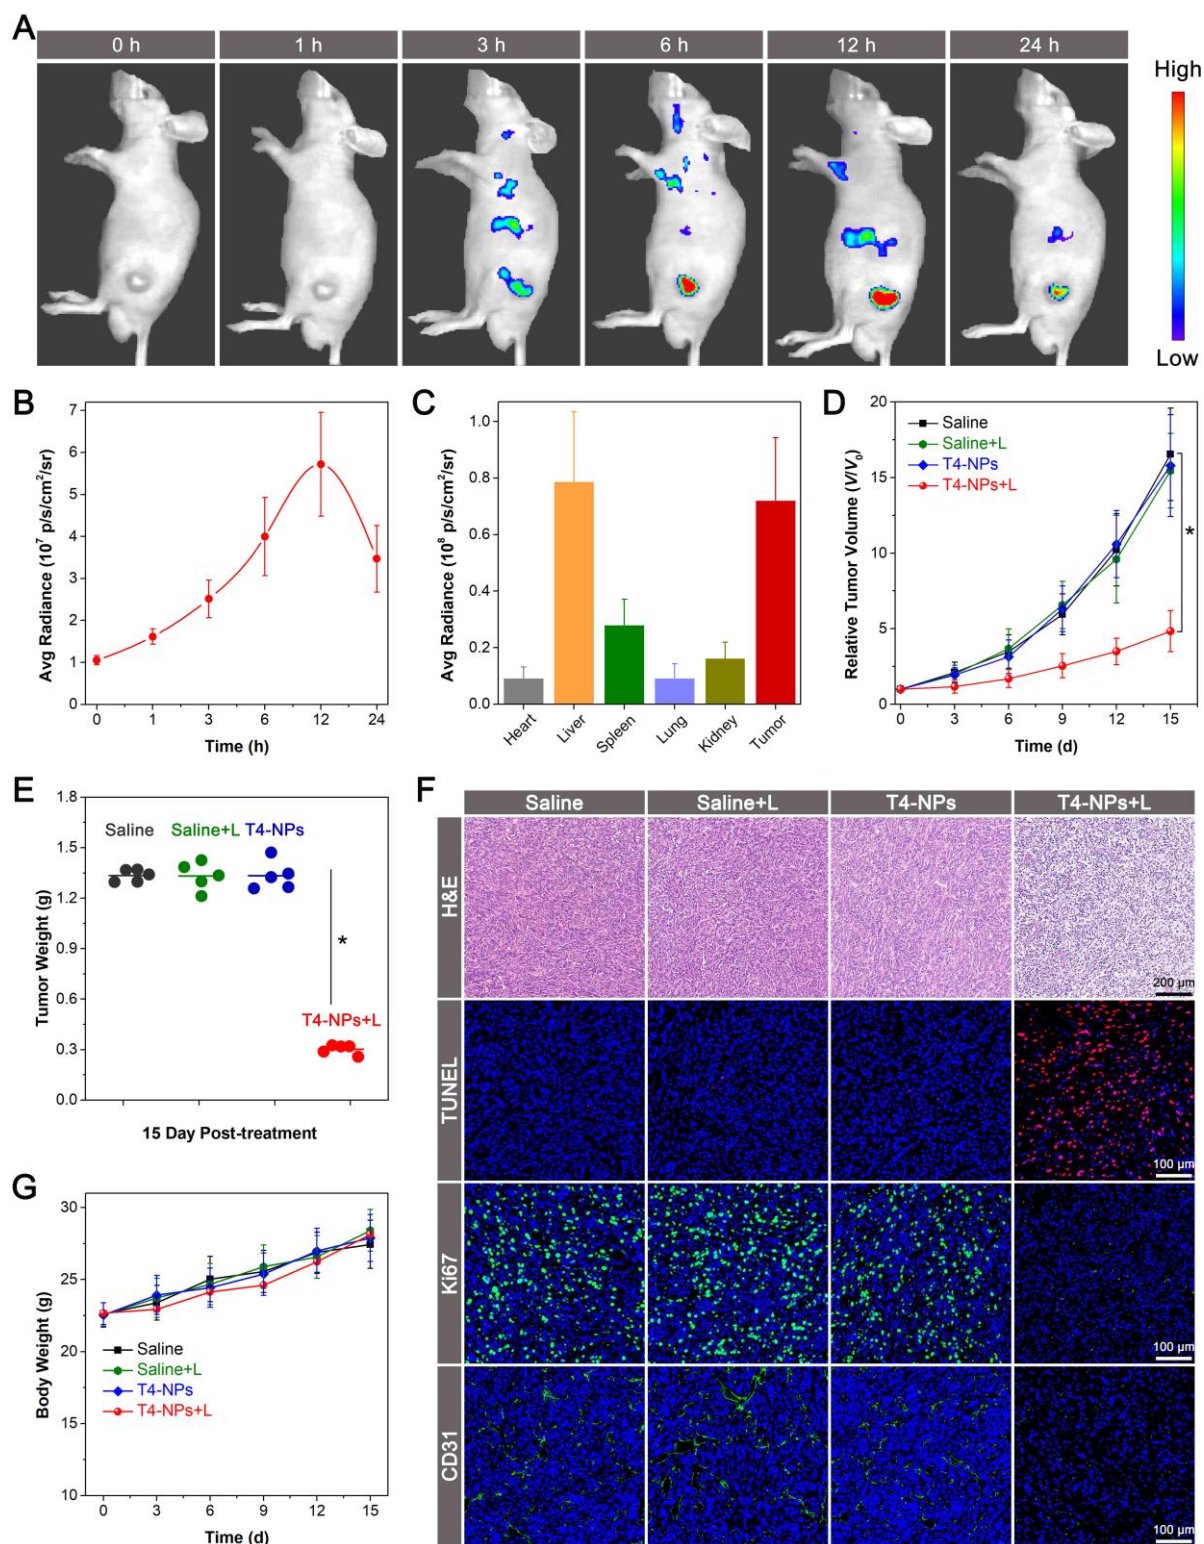 A
0 h 1 h 3 h 6 h 12 h 24 h
High
Low
B
Avg Radiance (10⁷ p/s/cm²/sr)
7
6
5
4
3
2
1
0
0 1 3 6 12 24
Time (h)
C
Avg Radiance (10⁸ p/s/cm²/sr)
1.0
0.8
0.6
0.4
0.2
0.0
Heart Liver Spleen Lung Kidney Tumor
D
Relative Tumor Volume (V/V₀)
20
15
10
5
0
Saline
Saline+L
T4-NPs
T4-NPs+L
*
0 3 6 9 12 15
Time (d)
E
Tumor Weight (g)
1.8
1.5
1.2
0.9
0.6
0.3
0.0
Saline Saline+L T4-NPs
*
T4-NPs+L
15 Day Post-treatment
F
Saline Saline+L T4-NPs T4-NPs+L
H&E
200 μm
TUNEL
100 μm
Ki67
100 μm
CD31
100 μm
G
Body Weight (g)
30
25
20
15
10
Saline
Saline+L
T4-NPs
T4-NPs+L
0 3 6 9 12 15
Time (d)